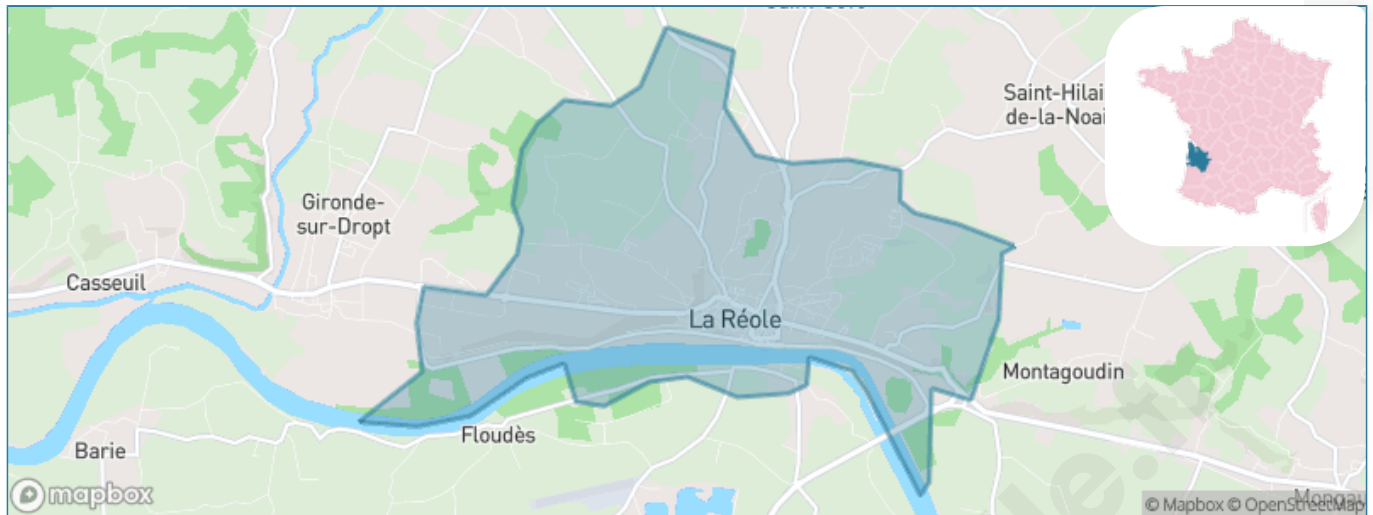 Saint-Hilai
de-la-Noai
Gironde-
sur-Dropt
Casseuil
La Réole
Montagoudin
Floudès
Barie
mapbox
© Mapbox © OpenStreetMap